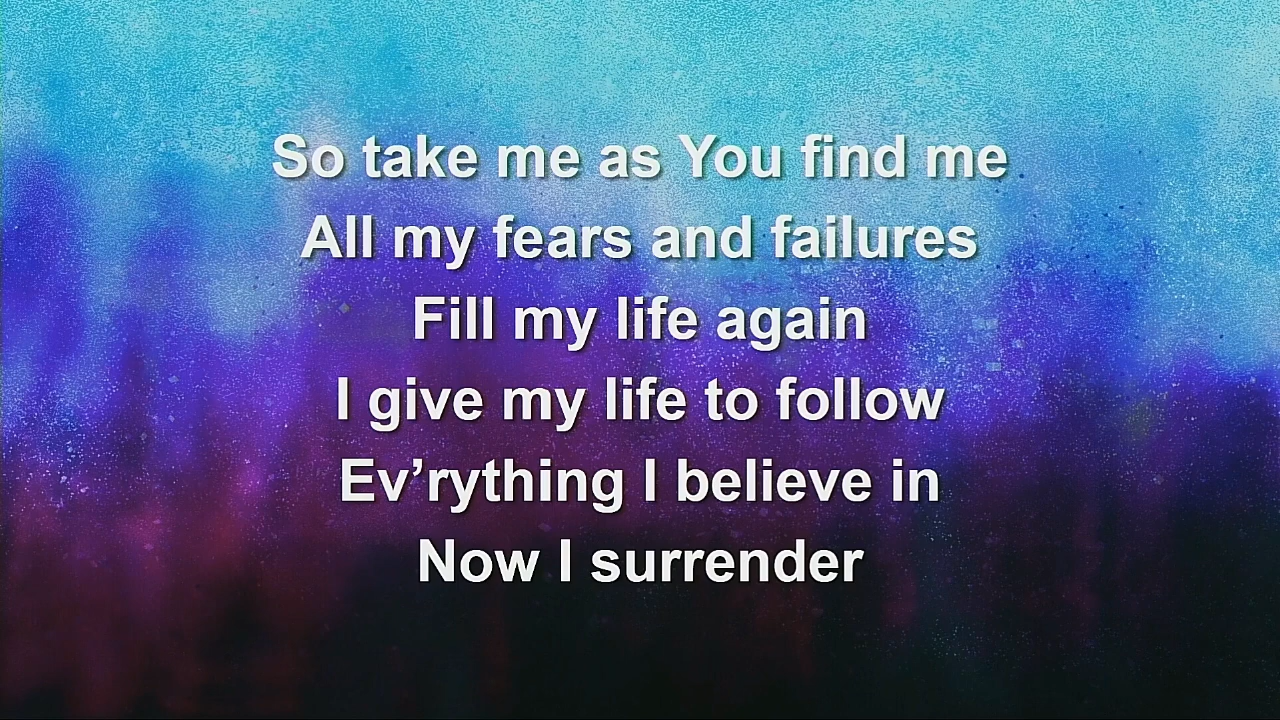 So take me as You find me
All my fears and failures
Fill my life again
I give my life to follow
Ev’rything I believe in
Now I surrender